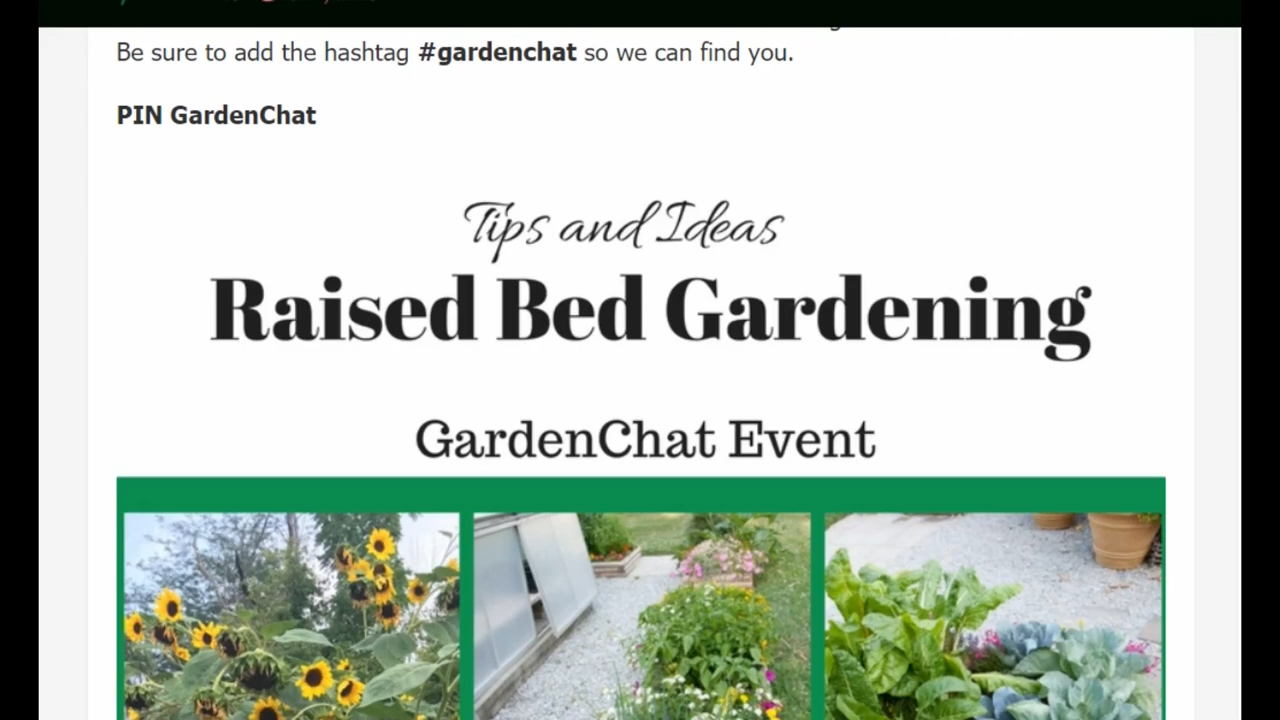 Be sure to add the hashtag #gardenchat so we can find you.
PIN GardenChat
Tips and Ideas
Raised Bed Gardening
GardenChat Event